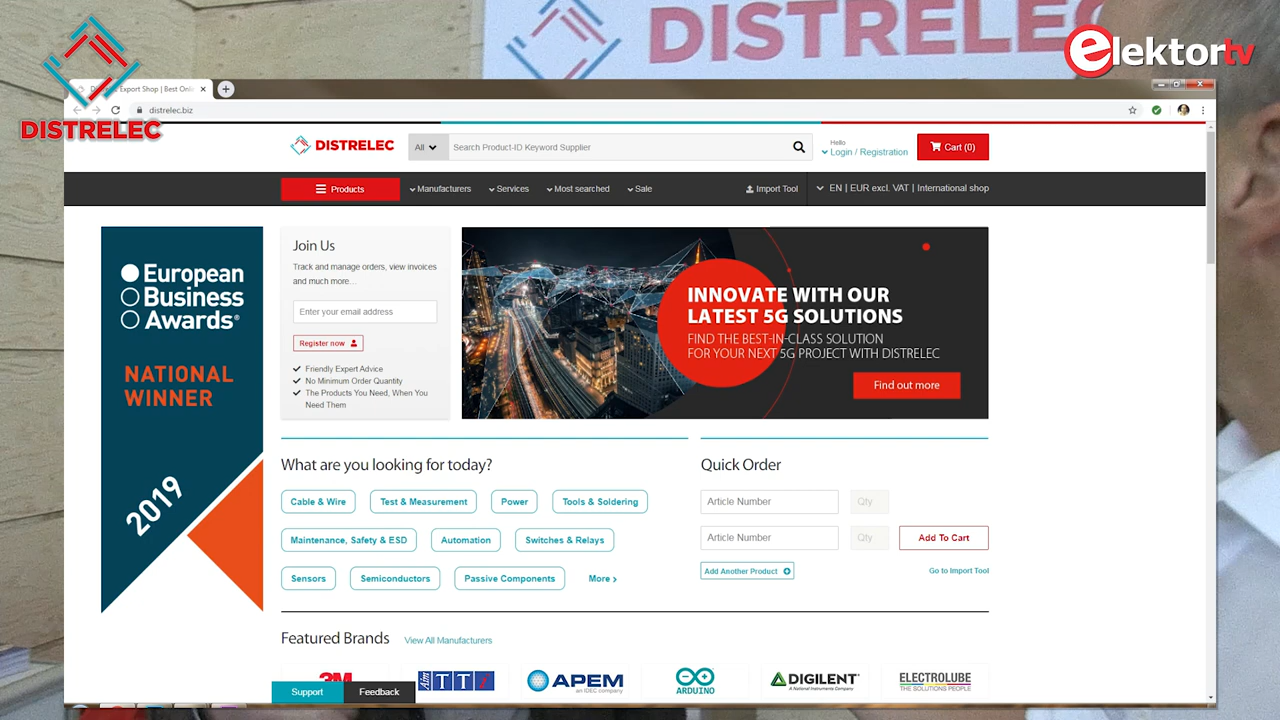 DISTRELEC
elektortv
DISTRELEC
Export Shop | Best Onl
distrelec.biz
DISTRELEC
All
Search Product-ID Keyword Supplier
Hello
Login / Registration
Cart (0)
Products
Manufacturers
Services
Most searched
Sale
Import Tool
EN | EUR excl. VAT | International shop
European
Business
Awards®
NATIONAL
WINNER
2019
Join Us
Track and manage orders, view invoices
and much more...
Enter your email address
Register now
Friendly Expert Advice
No Minimum Order Quantity
The Products You Need, When You
Need Them
INNOVATE WITH OUR
LATEST 5G SOLUTIONS
FIND THE BEST-IN-CLASS SOLUTION
FOR YOUR NEXT 5G PROJECT WITH DISTRELEC
Find out more
What are you looking for today?
Cable & Wire
Test & Measurement
Power
Tools & Soldering
Maintenance, Safety & ESD
Automation
Switches & Relays
Sensors
Semiconductors
Passive Components
More
Quick Order
Article Number
Qty
Article Number
Qty
Add To Cart
Add Another Product
Go to Import Tool
Featured Brands
View All Manufacturers
3M
aim
TTi
APEM
an IDEC company
ARDUINO
DIGILENT
A National Instruments Company
ELECTROLUBE
THE SOLUTIONS PEOPLE
Support
Feedback